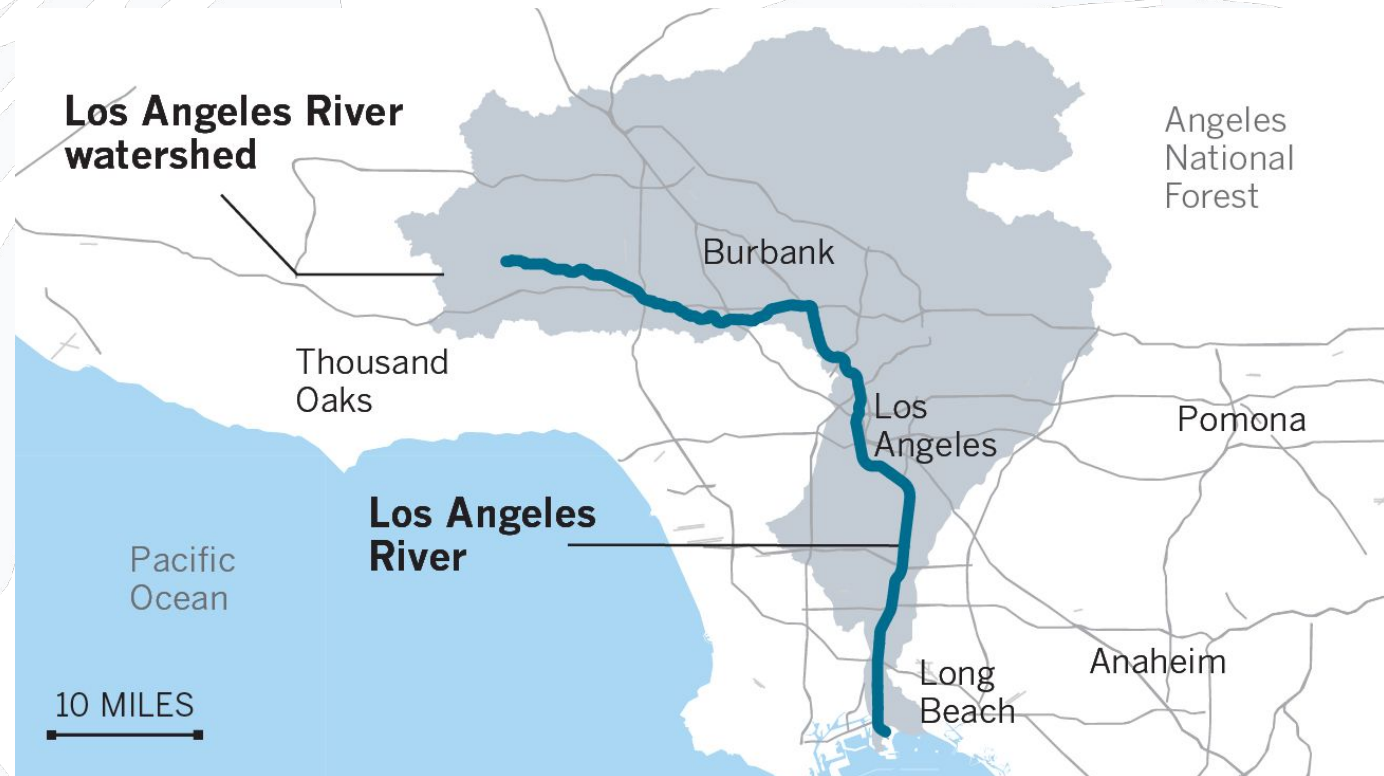 Los Angeles River
watershed
Angeles
National
Forest
Burbank
Thousand
Oaks
Los
Angeles
Pomona
Los Angeles
River
Pacific
Ocean
Long
Beach
Anaheim
10 MILES